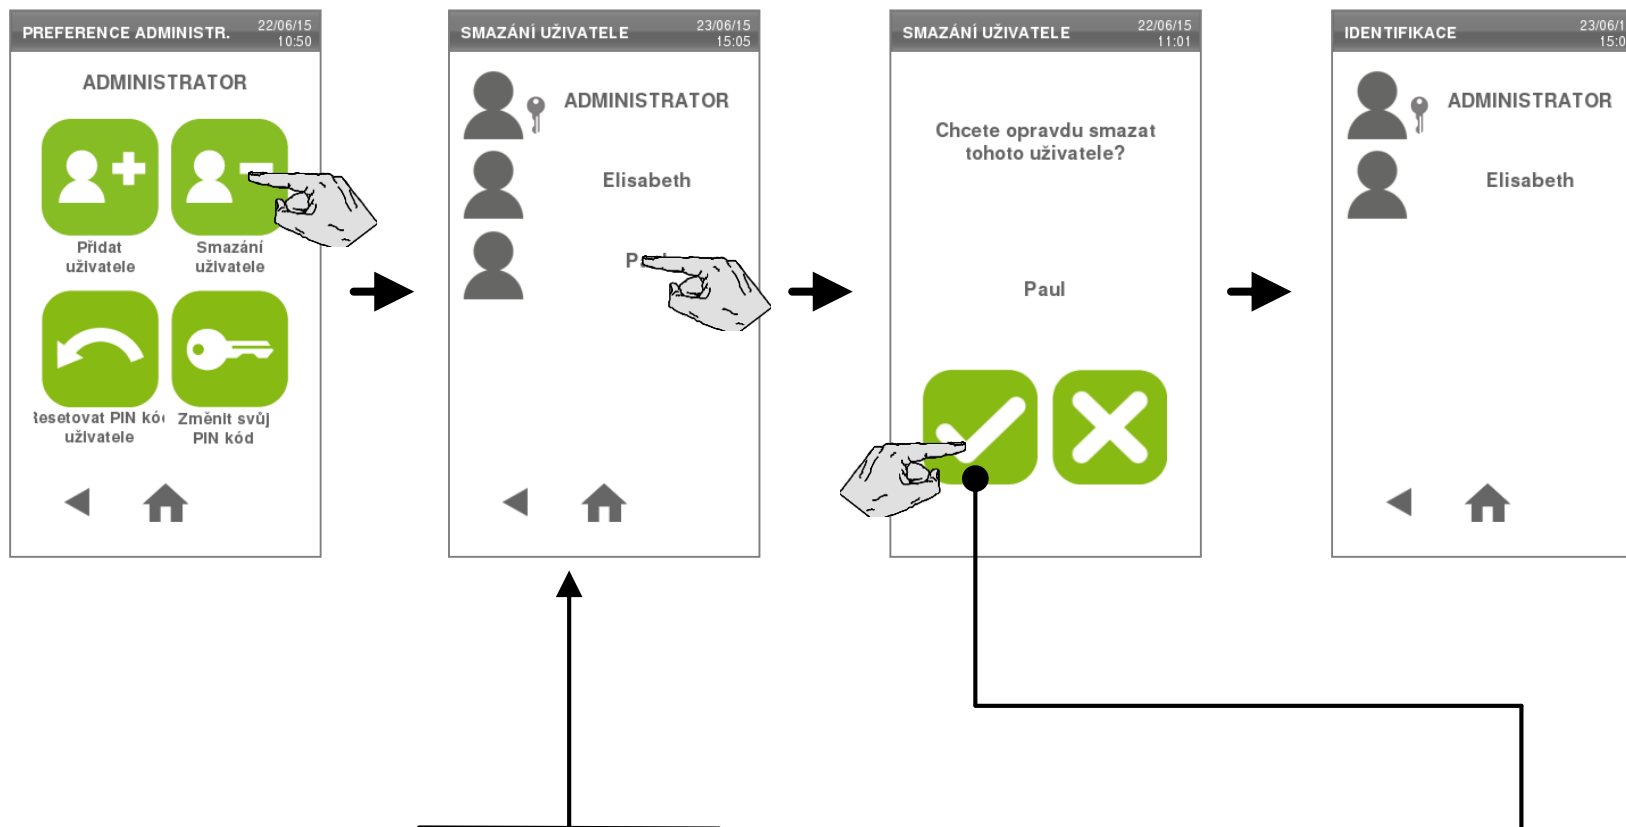 PREFERENCE ADMINISTR.
22/06/15
10:50
ADMINISTRATOR
Přidat
uživatele
Smazání
uživatele
PIN
uživatele
Změnit svůj
PIN kód
SMAZÁNÍ UŽIVATELE
23/06/15
15:05
ADMINISTRATOR
Elisabeth
SMAZÁNÍ UŽIVATELE
22/06/15
11:01
Chcete opravdu smazat
tohoto uživatele?
Paul
IDENTIFIKACE
ADMINISTRATOR
Elisabeth